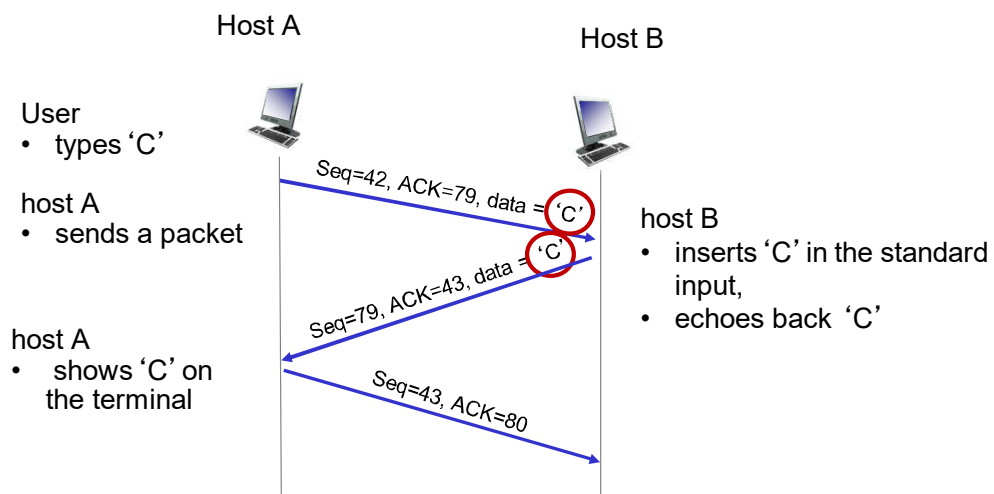 Host A
Host B
User
• types ‘C’
Seq=42, ACK=79, data = ‘C’
host A
• sends a packet
host B
• inserts ‘C’ in the standard
input,
• echoes back ‘C’
Seq=79, ACK=43, data = ‘C’
host A
• shows ‘C’ on
the terminal
Seq=43, ACK=80